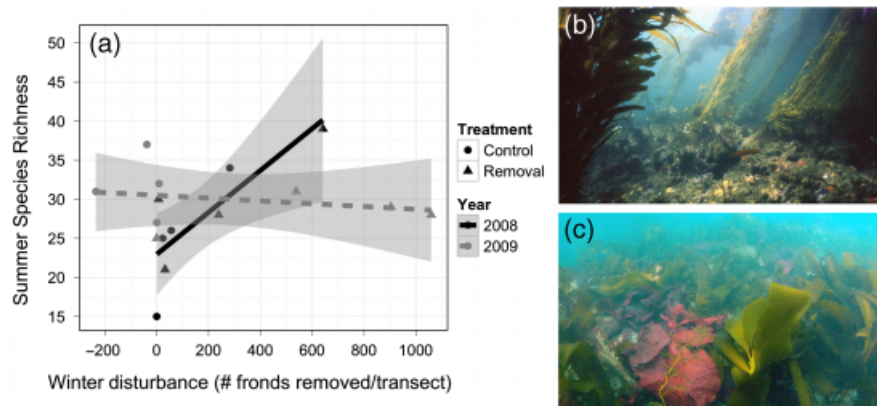 (a)
Summer Species Richness
50
45
40
35
30
25
20
15
−200 0 200 400 600 800 1000
Winter disturbance (# fronds removed/transect)
Treatment
Control
Removal
Year
2008
2009
(b)
(c)